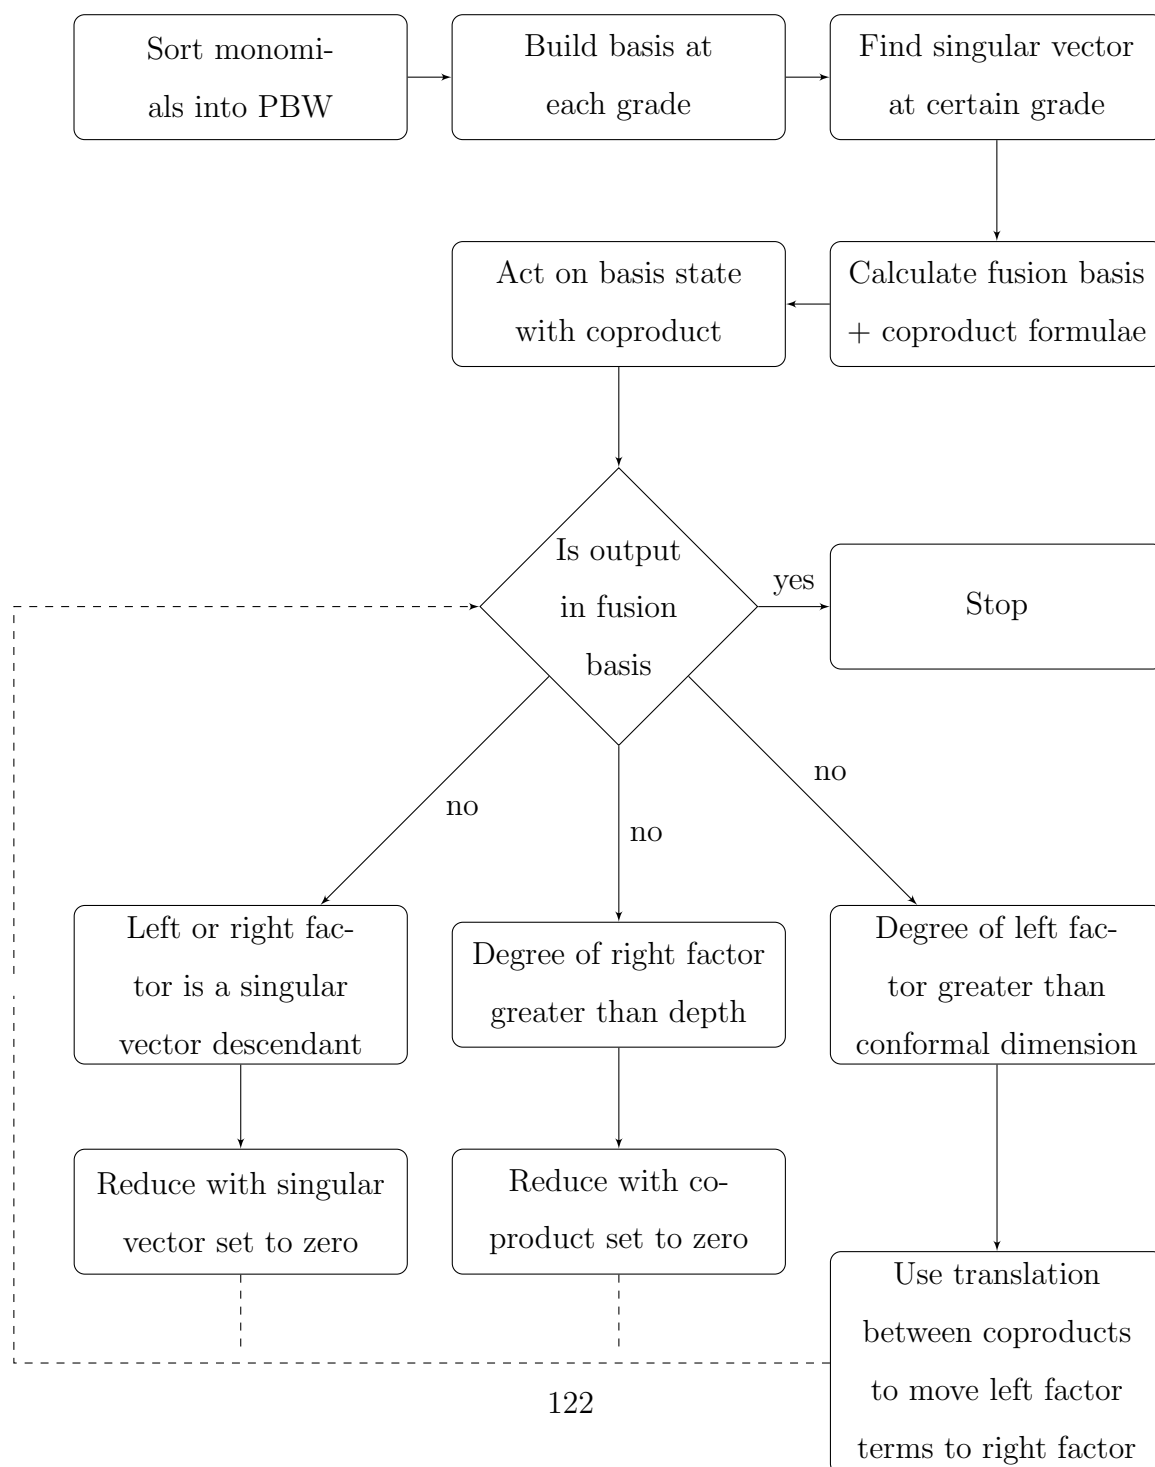 Sort monomi-
als into PBW
Build basis at
each grade
Find singular vector
at certain grade
Act on basis state
with coproduct
Calculate fusion basis
+ coproduct formulae
Is output
in fusion
basis
yes
Stop
no
no
no
Left or right fac-
tor is a singular
vector descendant
Degree of right factor
greater than depth
Degree of left fac-
tor greater than
conformal dimension
Reduce with singular
vector set to zero
Reduce with co-
product set to zero
Use translation
between coproducts
to move left factor
terms to right factor
122